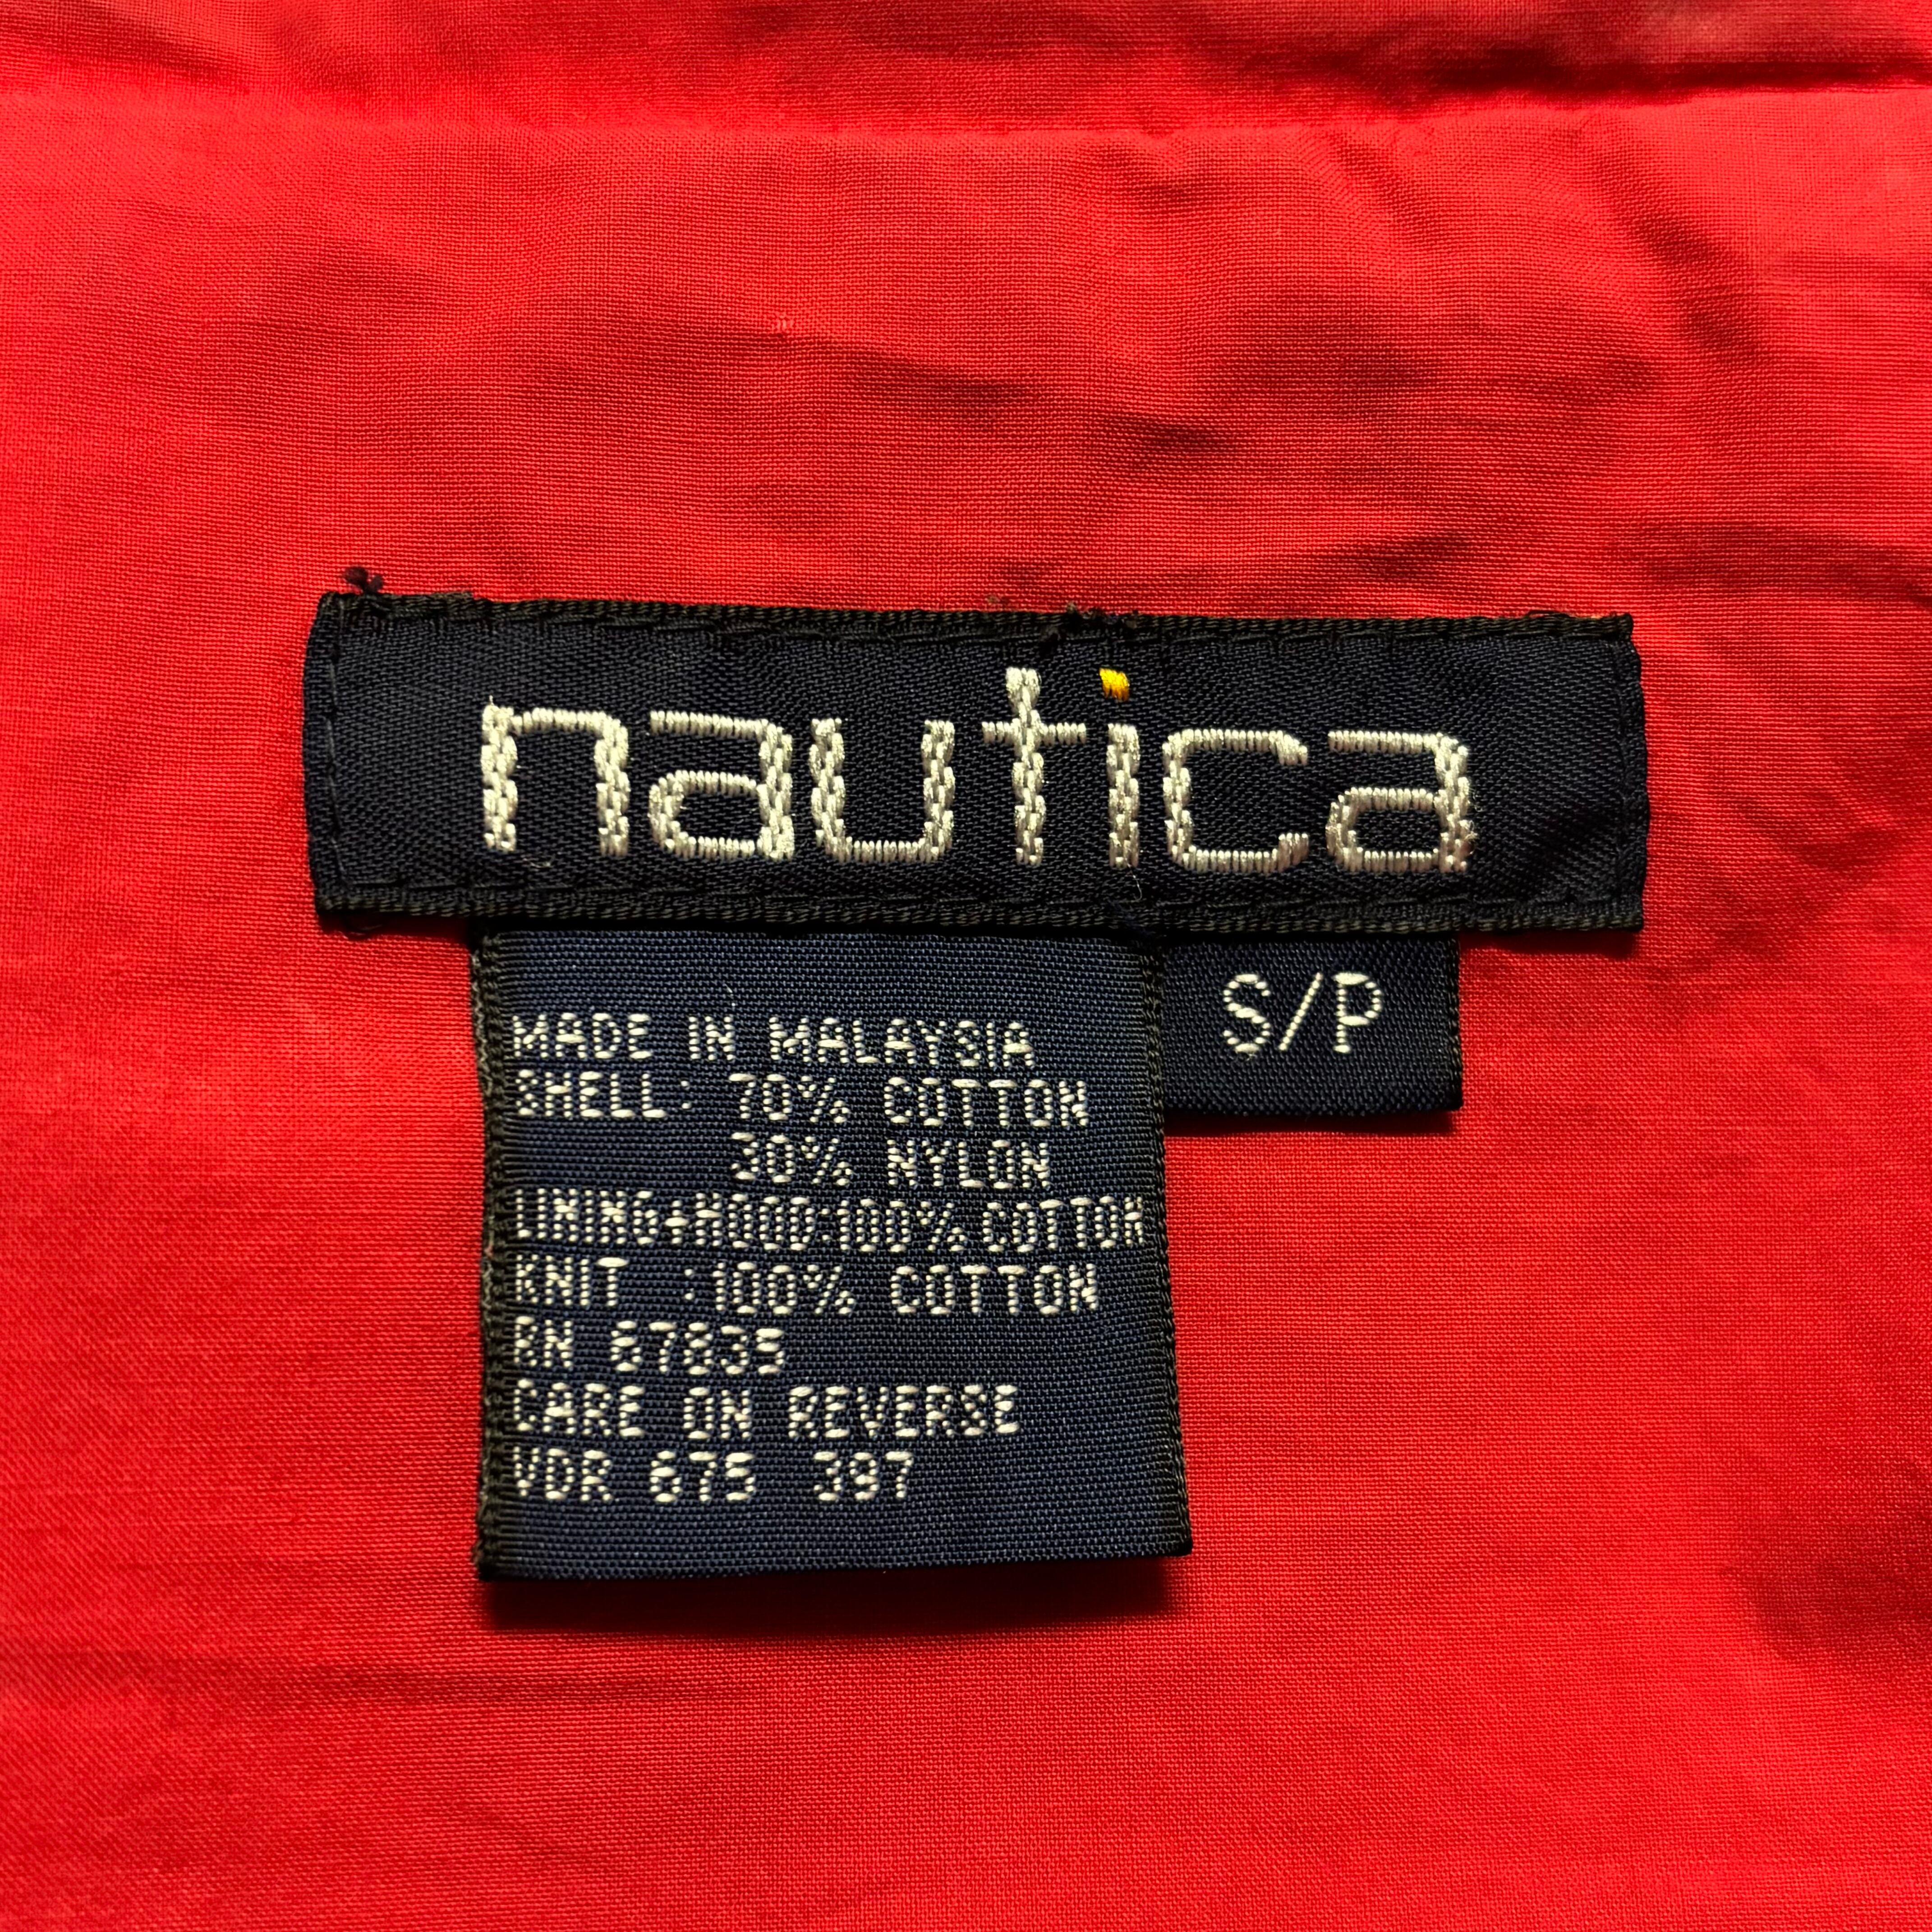 nautica
S/P
MADE IN MALAYSIA
SHELL: 70% COTTON
30% NYLON
LINING+HOOD:100% COTTON
KNIT :100% COTTON
RN 67835
CARE ON REVERSE
VDR 675 397